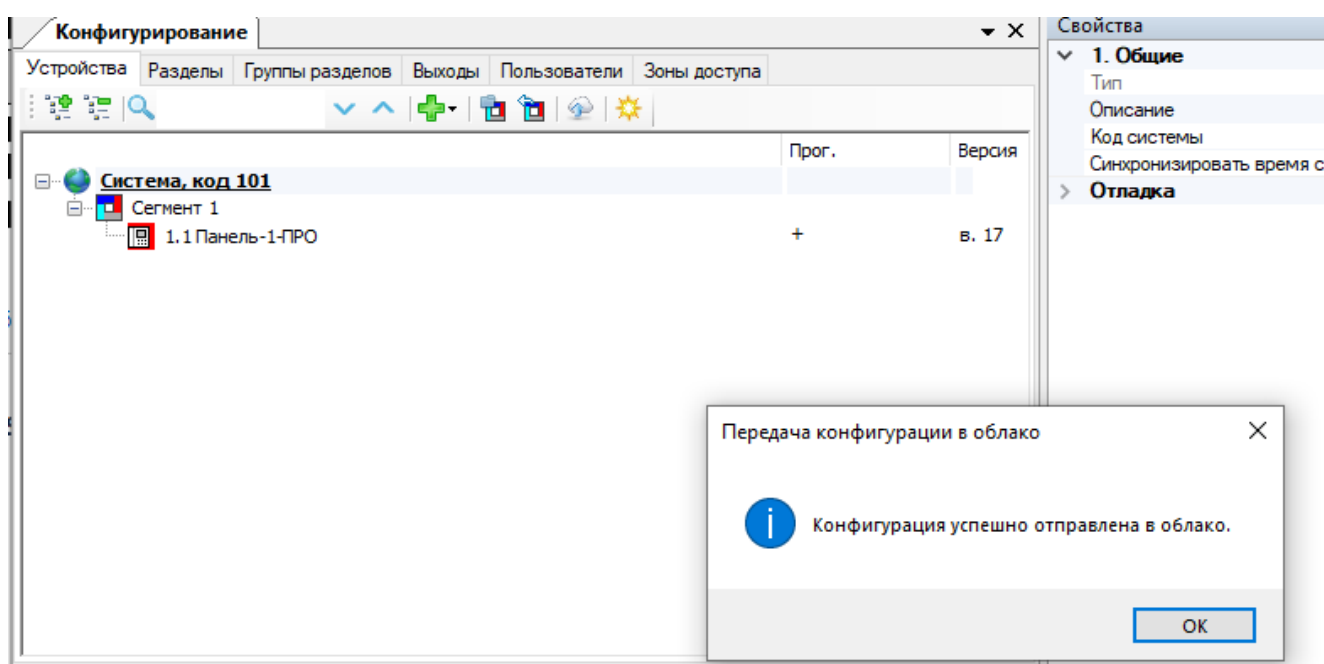 Конфигурирование
Устройства Разделы Группы разделов Выходы Пользователи Зоны доступа
Прог. Версия
Система, код 101
Сегмент 1
1.1 Панель-1-ПРО + в. 17
Свойства
1. Общие
Тип
Описание
Код системы
Синхронизировать время с
Отладка
Передача конфигурации в облако
Конфигурация успешно отправлена в облако.
OK